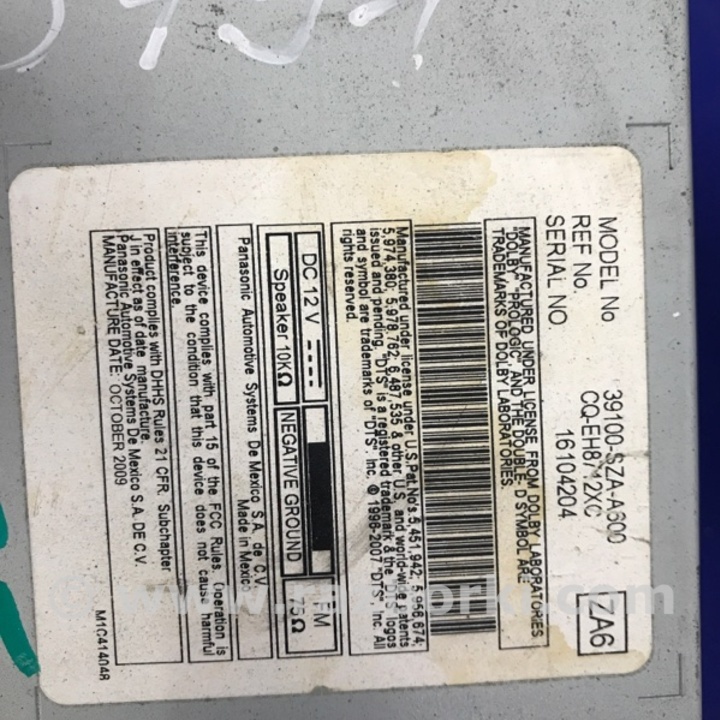 MODEL No 39100-SZA-A600
REF No. CQ-EH8712XC
SERIAL NO. 16104204
ZA6
MANUFACTURED UNDER LICENSE FROM DOLBY LABORATORIES
"DOLBY", "PRO LOGIC", AND THE DOUBLE- D SYMBOL ARE
TRADEMARKS OF DOLBY LABORATORIES.
Manufactured under license under U.S.Pat.No's 5,451,942; 5,956,674;
5,974,380; 5,978,762; 6,487,535 & other U.S. and world-wide patents
issued and pending. "DTS" is a registered trademark & the "DTS" logos
and symbol are trademarks of "DTS", Inc. © 1996-2007 "DTS", Inc. All
rights reserved.
DC 12 V
Speaker 10KΩ
NEGATIVE GROUND
75Ω
Panasonic Automotive Systems De Mexico S.A. de C.V.
Made in Mexico
This device complies with part 15 of the FCC Rules. Operation is
subject to the condition that this device does not cause harmful
interference.
Product complies with DHHS Rules 21 CFR, Subchapter
J in effect as of date manufacture.
Panasonic Automotive Systems De Mexico S.A. DE C.V.
MANUFACTURE DATE: OCTOBER 2009
M1C41404R